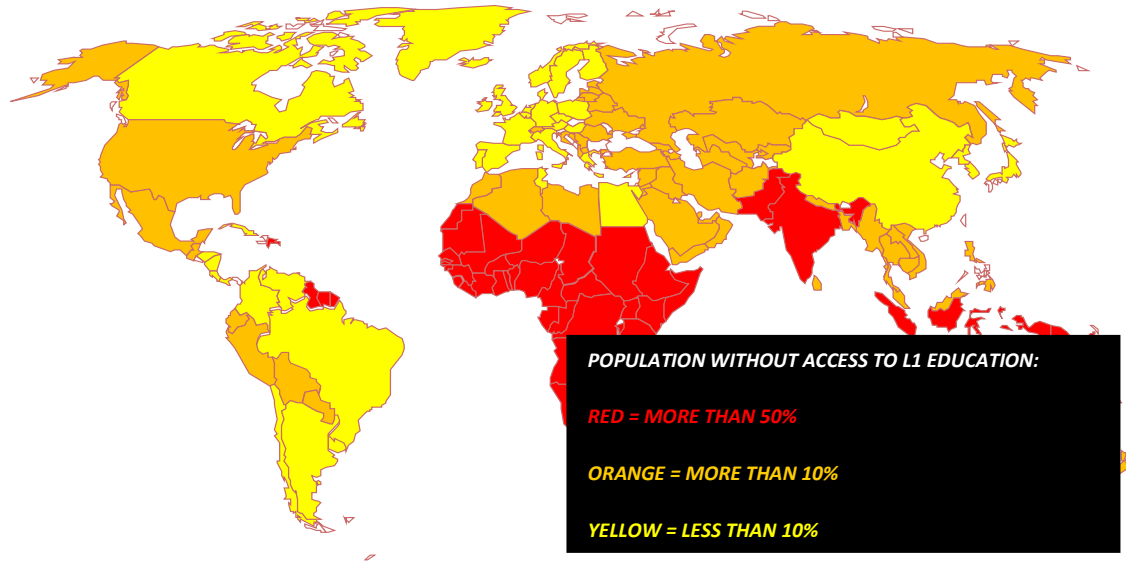 POPULATION WITHOUT ACCESS TO L1 EDUCATION:
RED = MORE THAN 50%
ORANGE = MORE THAN 10%
YELLOW = LESS THAN 10%